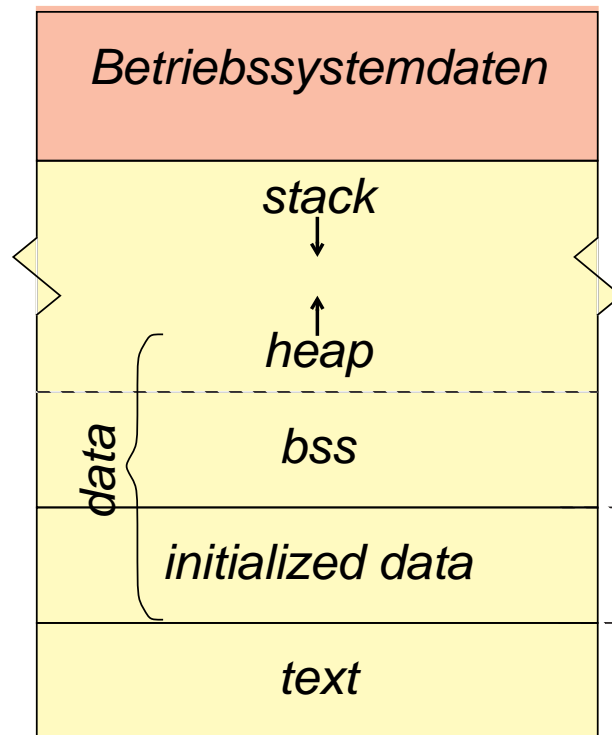 Betriebssystemdaten
stack
heap
data
bss
initialized data
text